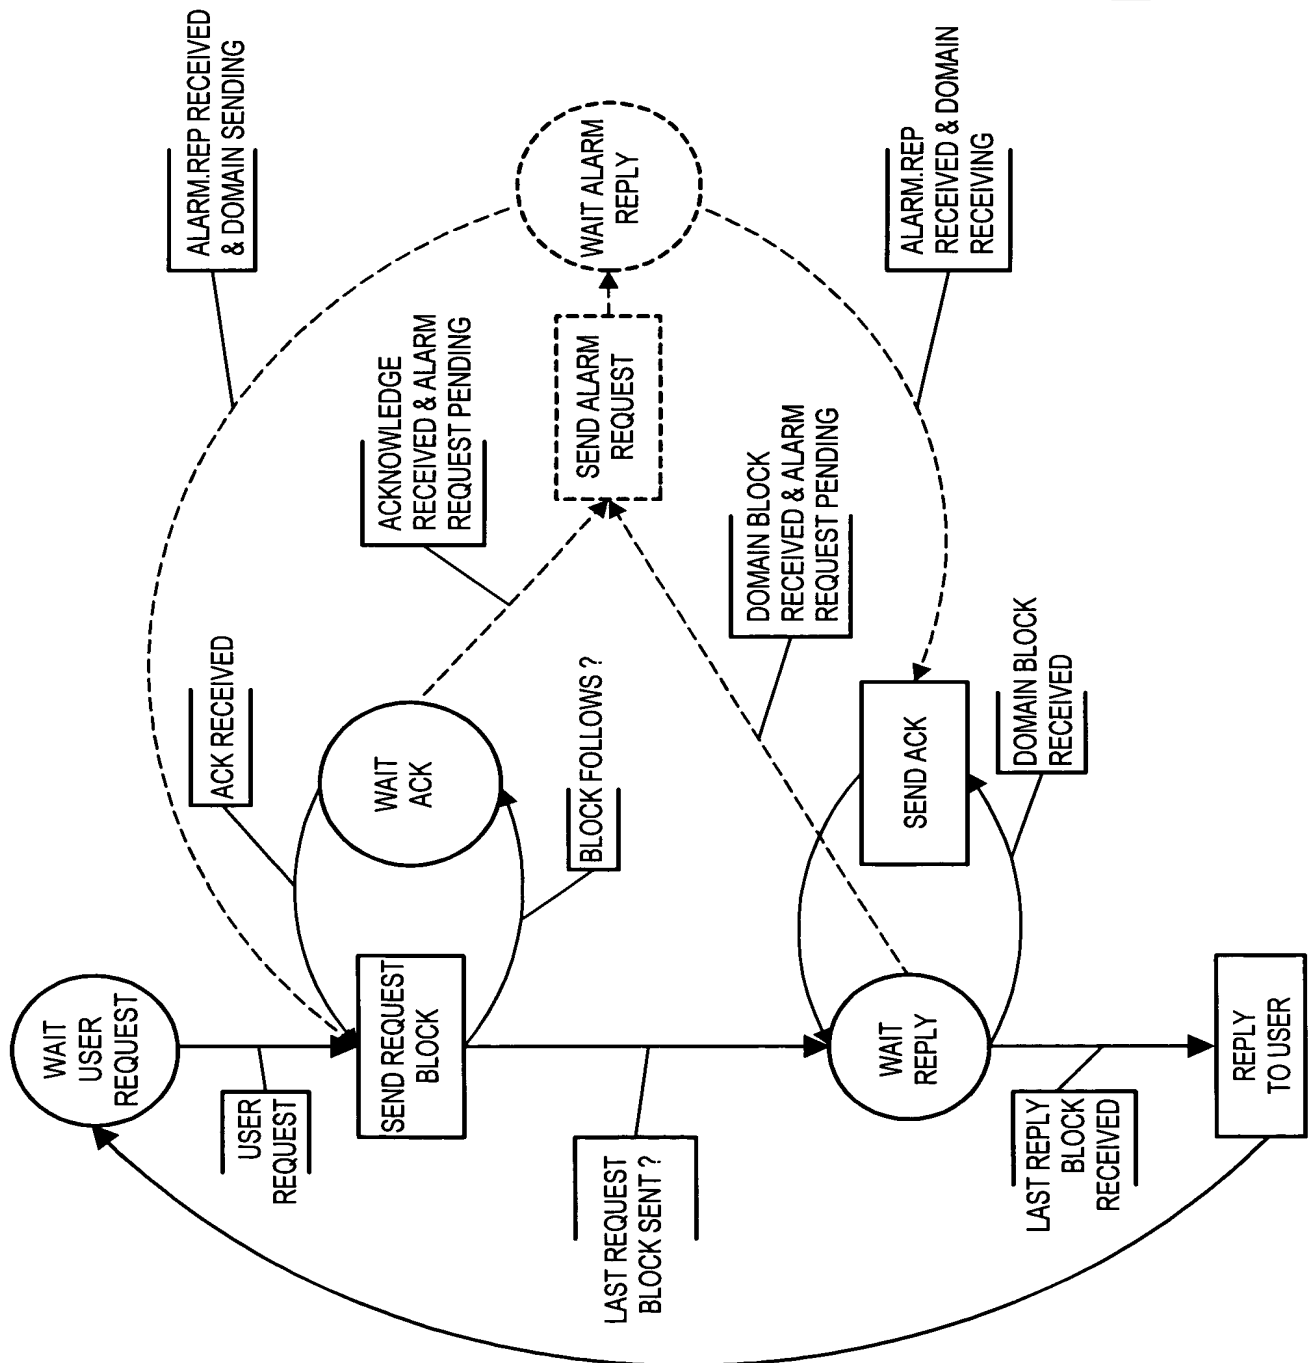 WAIT
USER
REQUEST
USER
REQUEST
SEND REQUEST
BLOCK
ACK RECEIVED
WAIT
ACK
BLOCK FOLLOWS ?
LAST REQUEST
BLOCK SENT ?
WAIT
REPLY
SEND ACK
DOMAIN BLOCK
RECEIVED
LAST REPLY
BLOCK
RECEIVED
REPLY
TO USER
ALARM.REP RECEIVED
& DOMAIN SENDING
ACKNOWLEDGE
RECEIVED & ALARM
REQUEST PENDING
SEND ALARM
REQUEST
WAIT ALARM
REPLY
DOMAIN BLOCK
RECEIVED & ALARM
REQUEST PENDING
ALARM.REP
RECEIVED & DOMAIN
RECEIVING